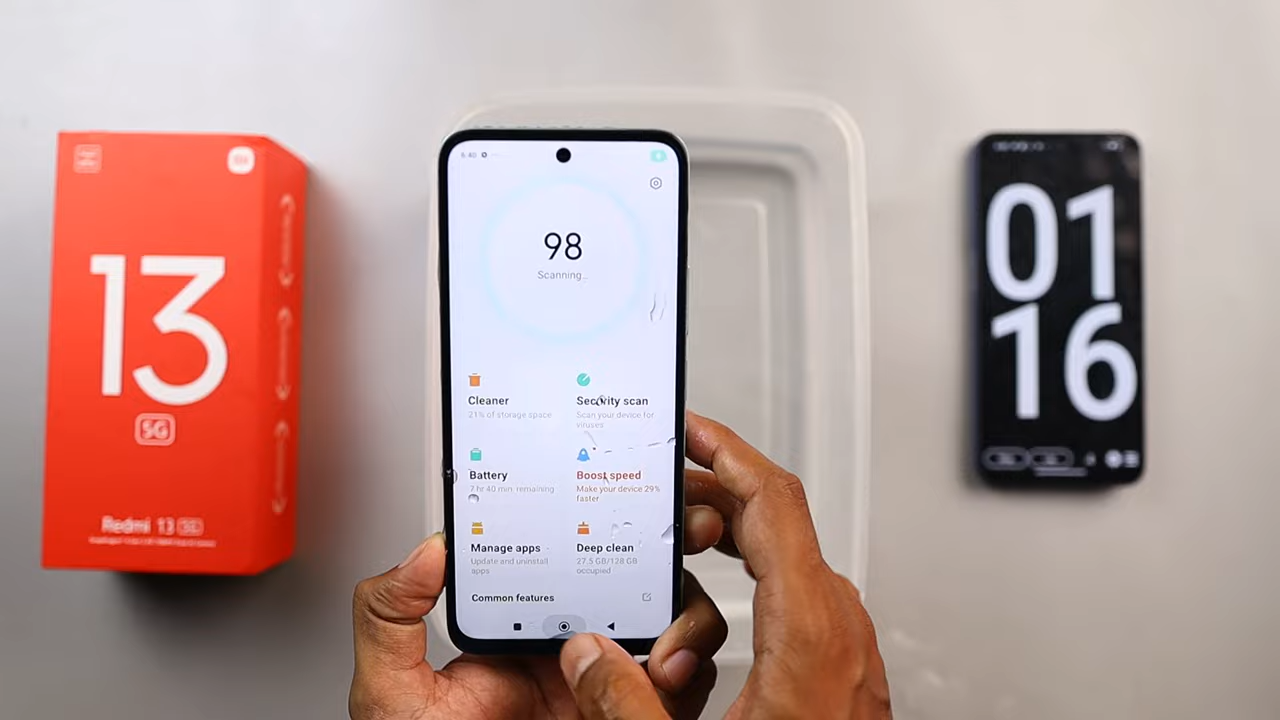 13
5G
Redmi 13 5G
5:40
98
Scanning...
Cleaner
21% of storage space
Security scan
Scan your device for
viruses
Battery
7 hr 40 min remaining
Boost speed
Make your device 29%
faster
Manage apps
Update and uninstall
apps
Deep clean
27.5 GB/128 GB
occupied
Common features
01
16